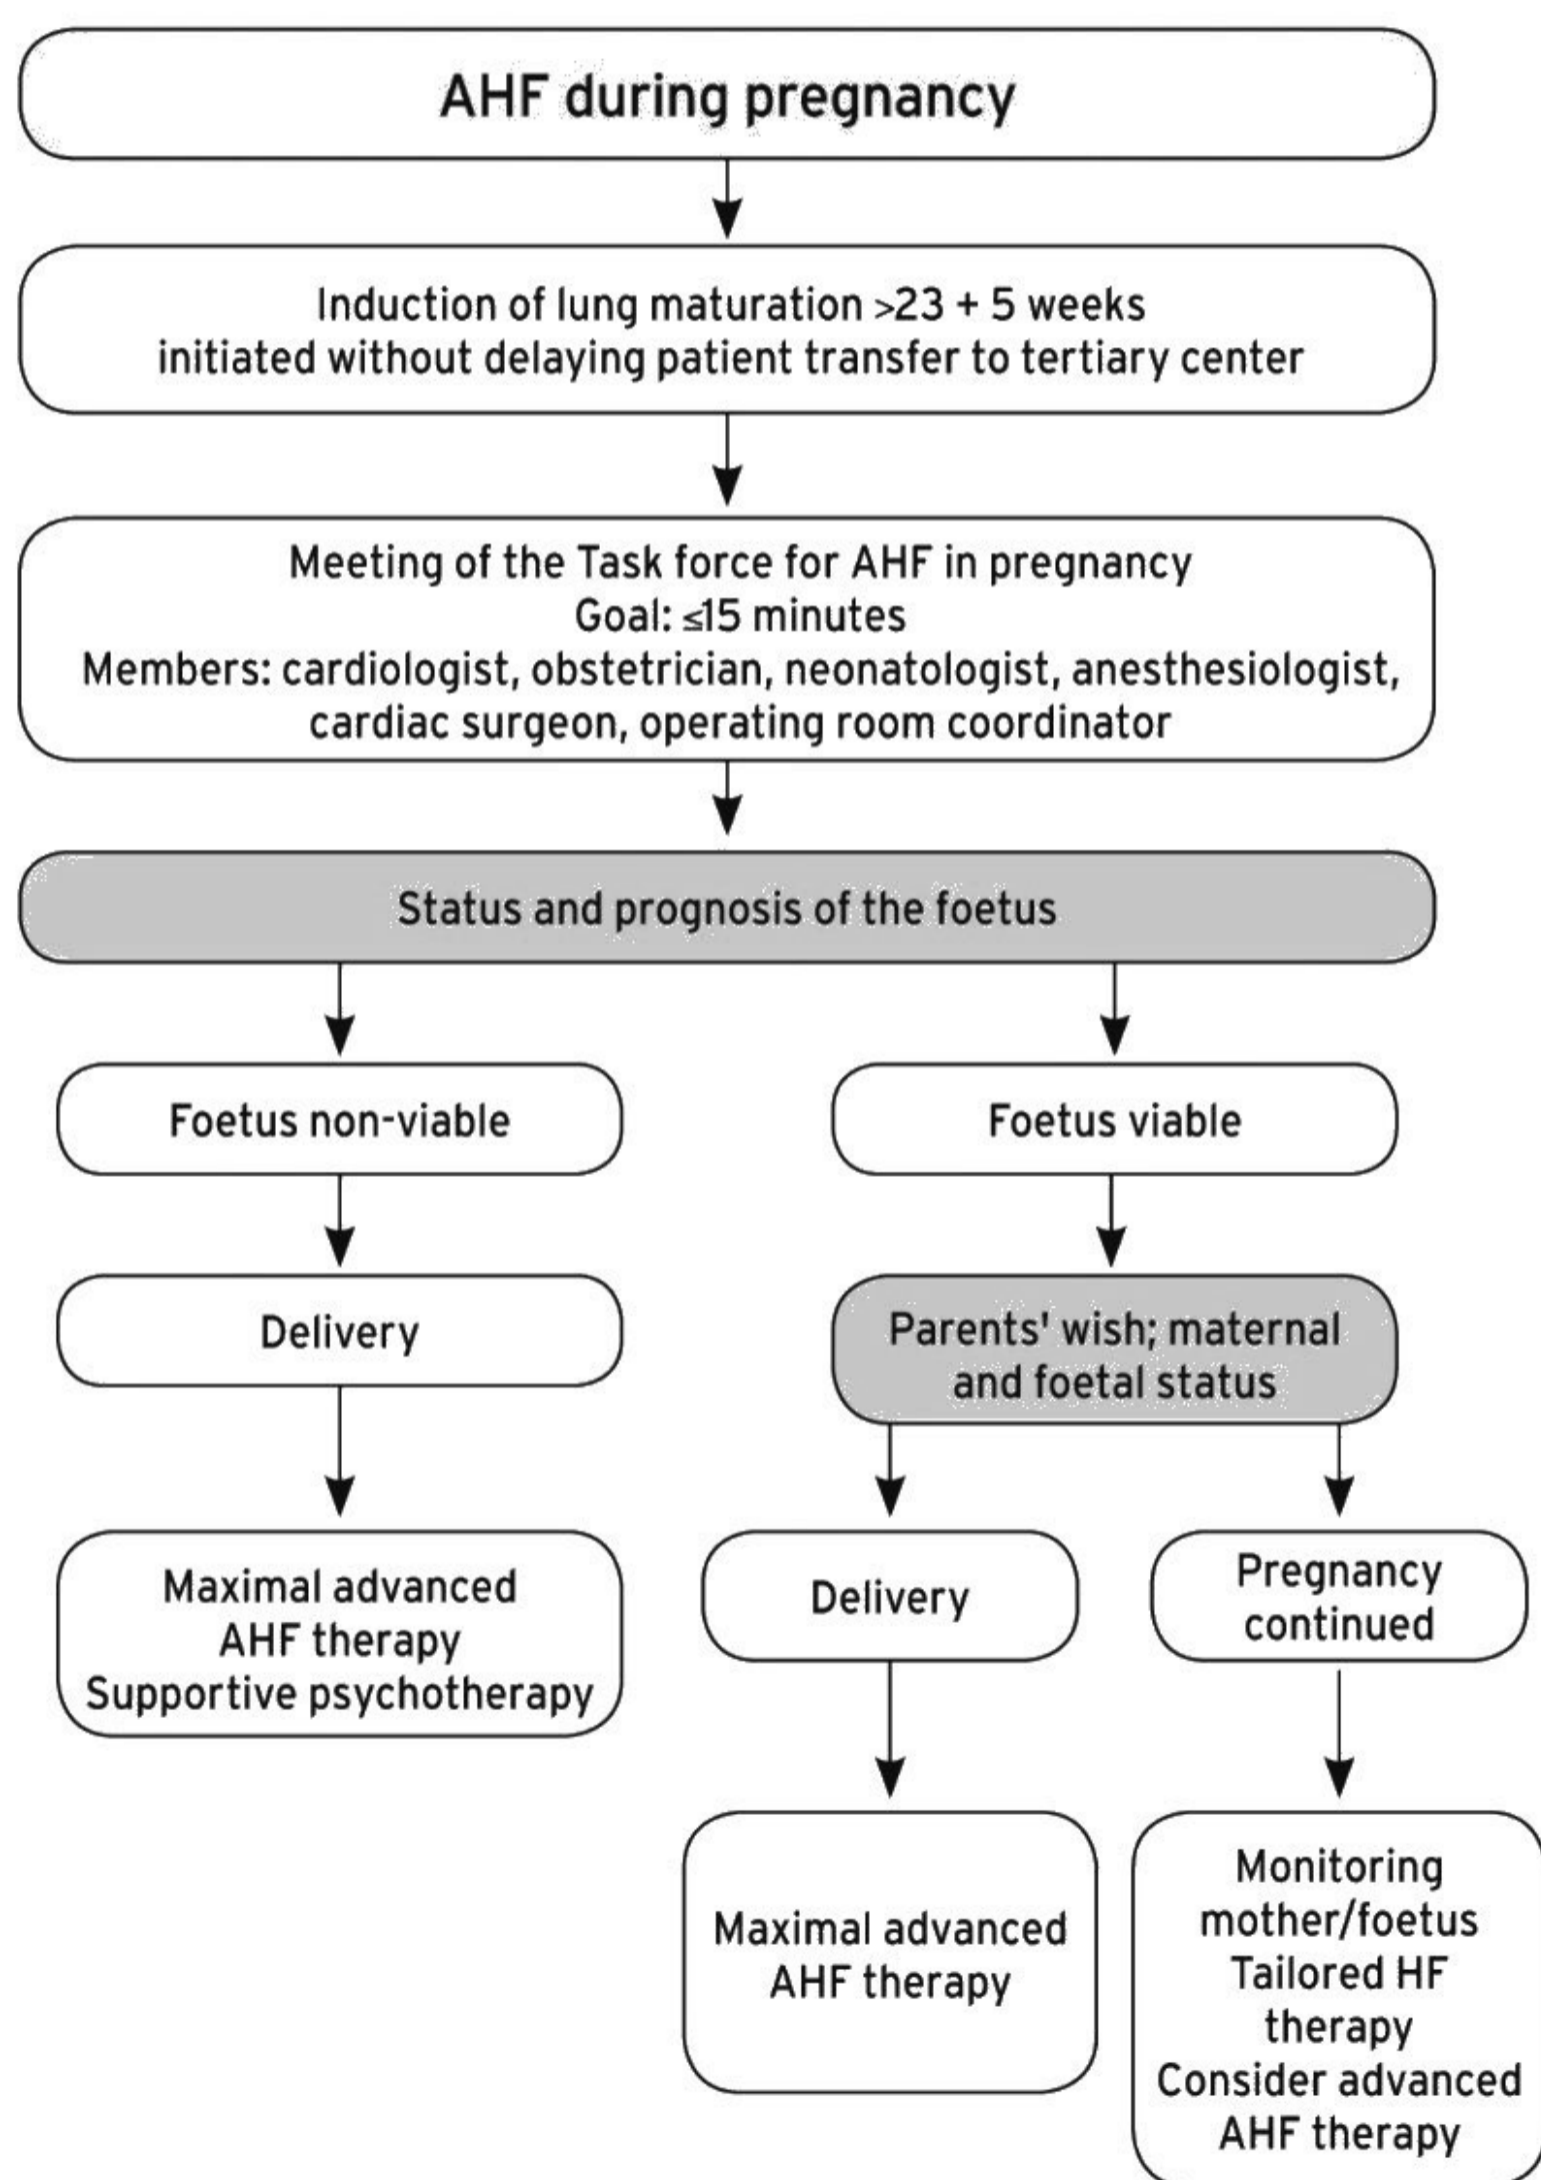 AHF during pregnancy
Induction of lung maturation >23 + 5 weeks
initiated without delaying patient transfer to tertiary center
Meeting of the Task force for AHF in pregnancy
Goal: ≤15 minutes
Members: cardiologist, obstetrician, neonatologist, anesthesiologist,
cardiac surgeon, operating room coordinator
Status and prognosis of the foetus
Foetus non-viable
Foetus viable
Delivery
Parents' wish; maternal
and foetal status
Maximal advanced
AHF therapy
Supportive psychotherapy
Delivery
Pregnancy
continued
Maximal advanced
AHF therapy
Monitoring
mother/foetus
Tailored HF
therapy
Consider advanced
AHF therapy